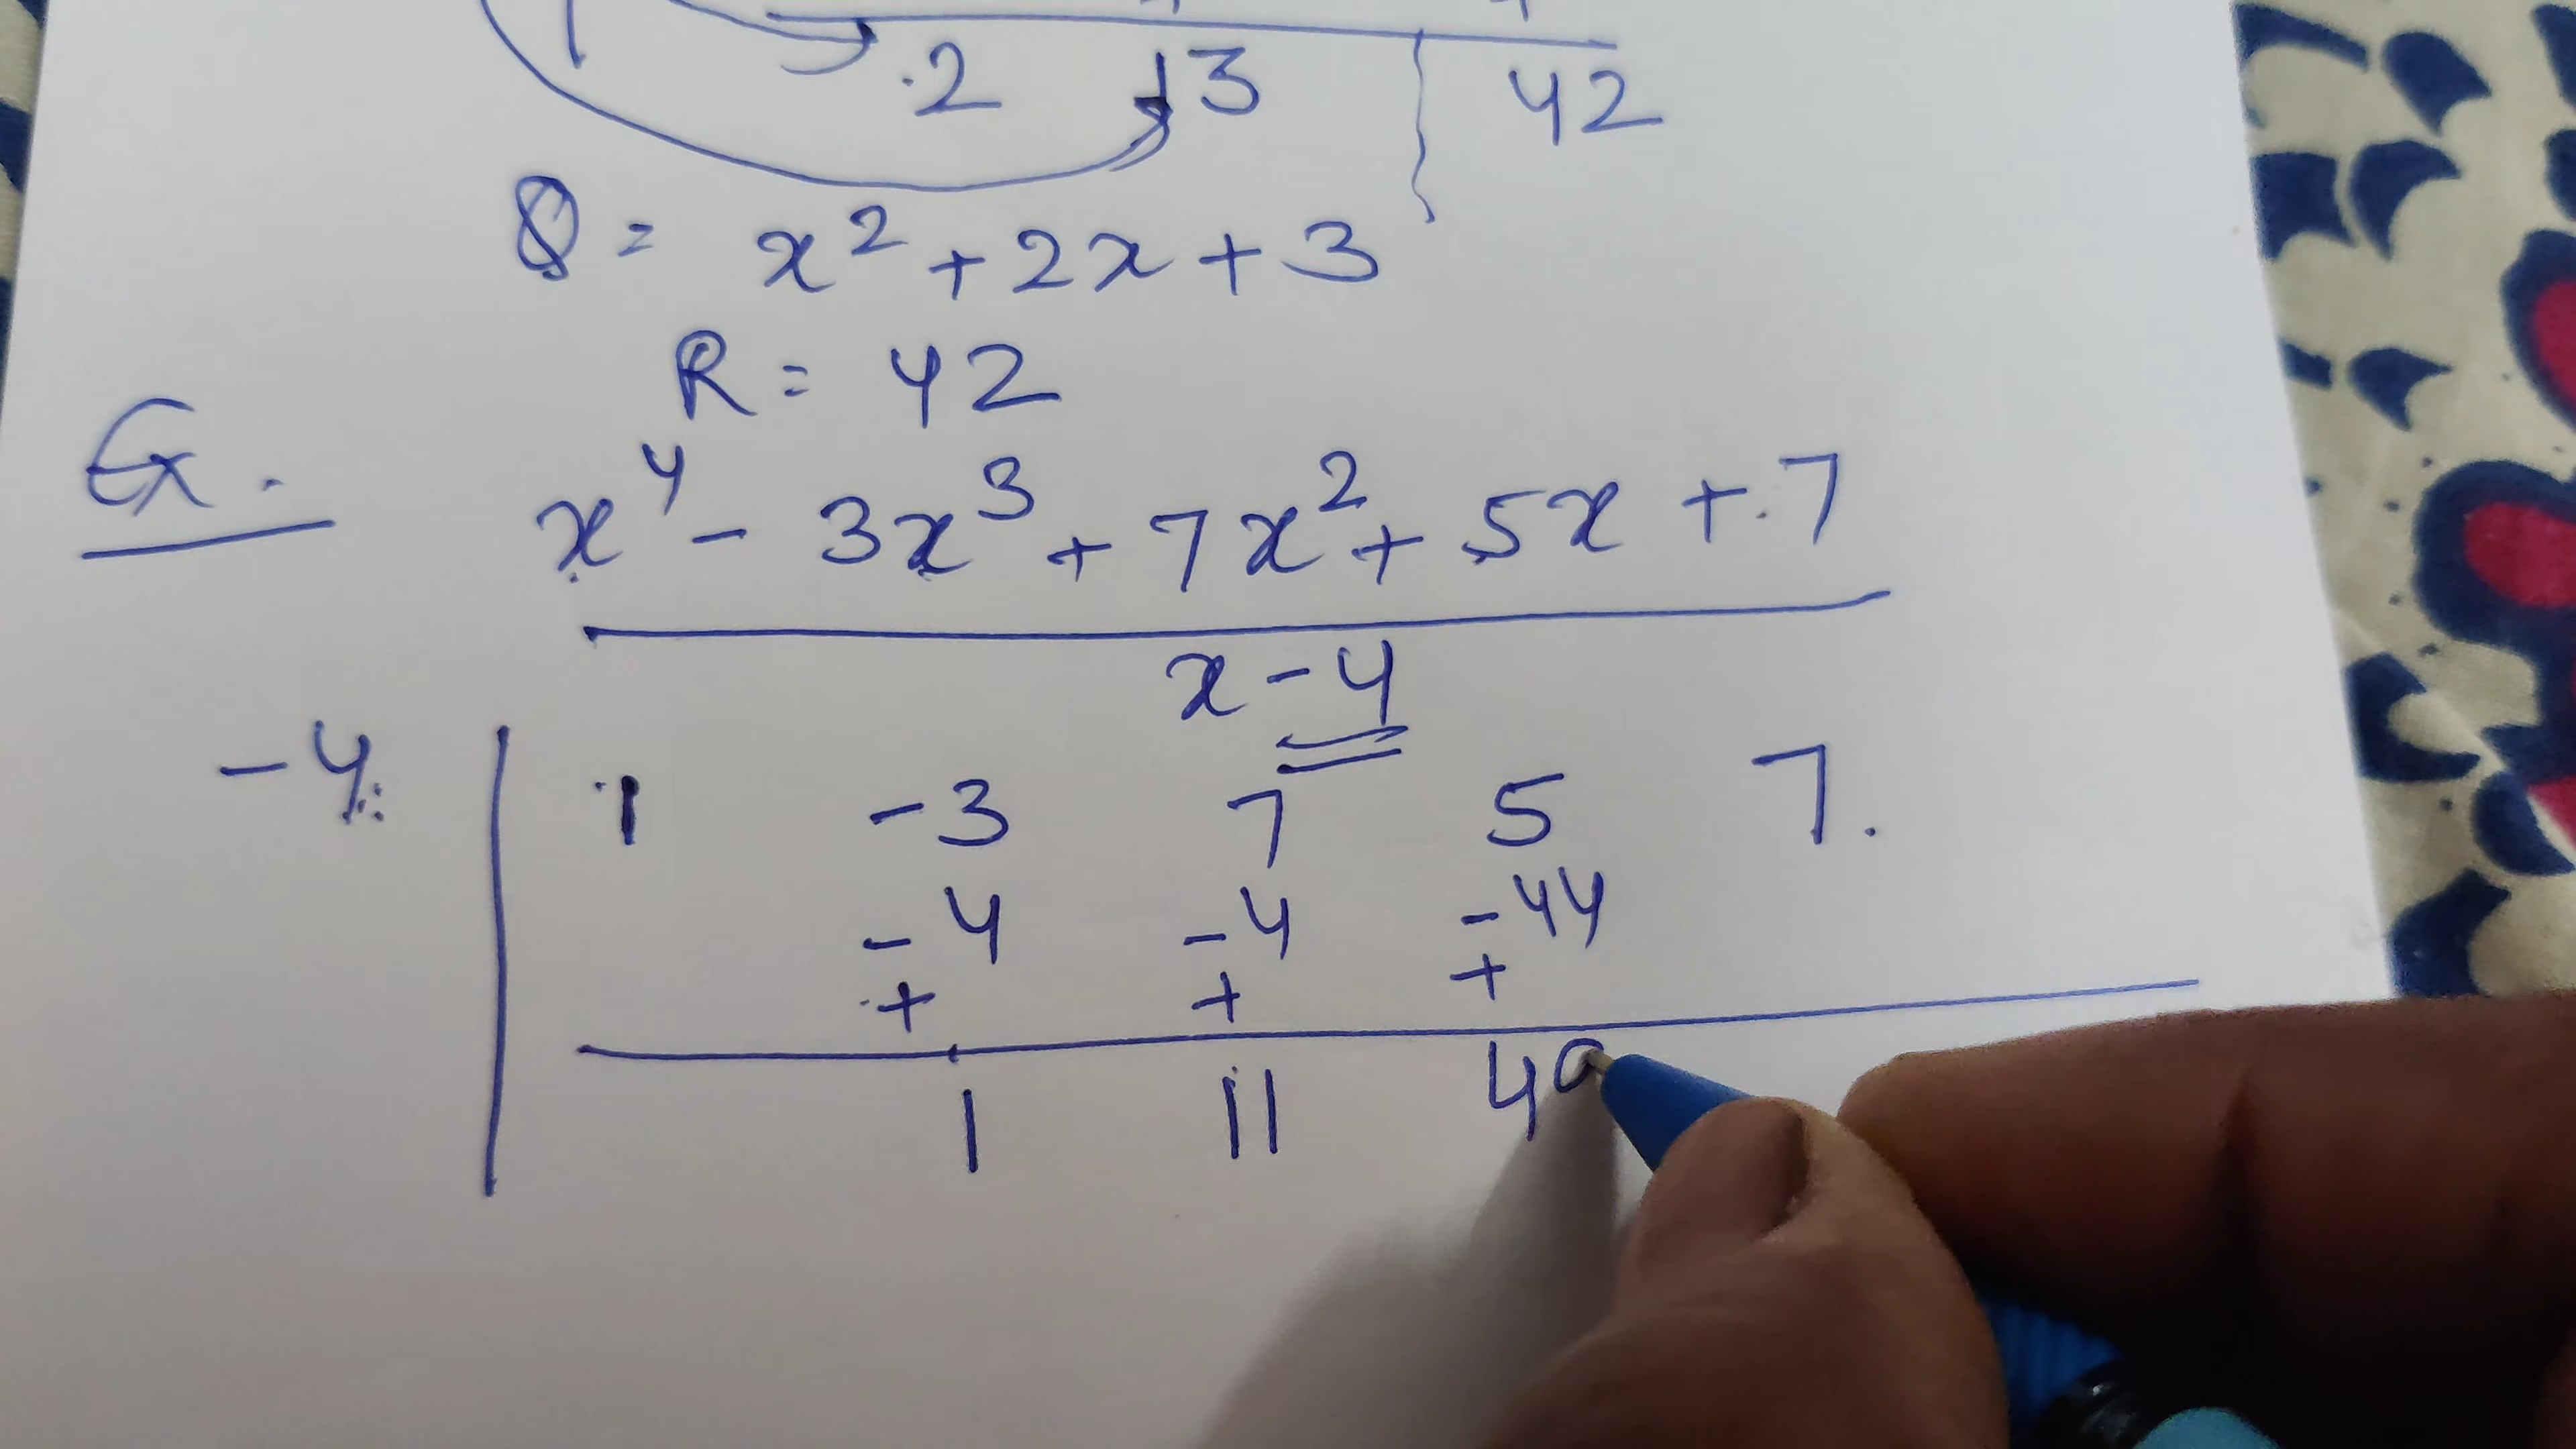 2 3 42
Q = x² + 2x + 3
R = 42
Ex. x⁴ - 3x³ + 7x² + 5x + 7
x - 4
-4 1 -3 7 5 7.
-4 -4 -44
+ + +
1 11 49